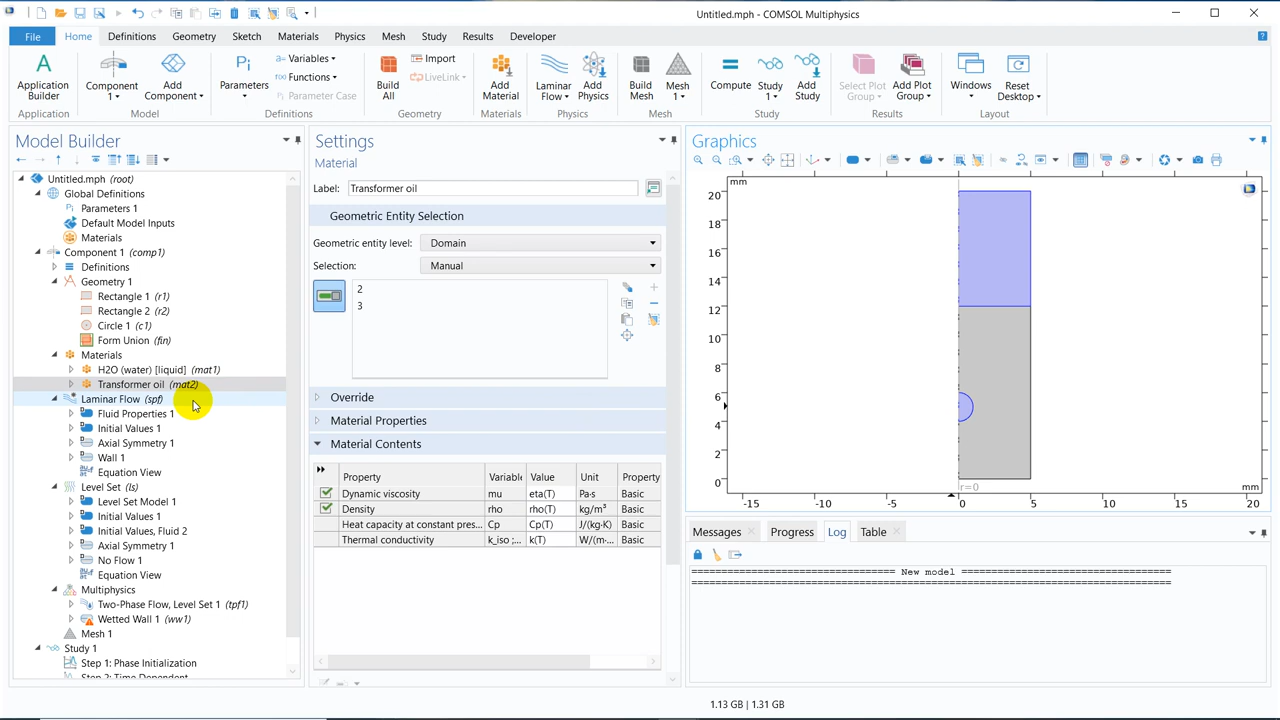 Untitled.mph - COMSOL Multiphysics
File Home Definitions Geometry Sketch Materials Physics Mesh Study Results Developer
Application Builder
Application
Component 1
Add Component
Model
Parameters
Pi
Variables
Functions
f(x)
Parameter Case
Definitions
Build All
Import
LiveLink
Geometry
Add Material
Materials
Laminar Flow
Add Physics
Physics
Build Mesh
Mesh 1
Mesh
Compute
Study 1
Add Study
Study
Select Plot Group
Add Plot Group
Results
Windows
Reset Desktop
Layout
Model Builder
Untitled.mph (root)
Global Definitions
Pi Parameters 1
Default Model Inputs
Materials
Component 1 (comp1)
Definitions
Geometry 1
Rectangle 1 (r1)
Rectangle 2 (r2)
Circle 1 (c1)
Form Union (fin)
Materials
H2O (water) [liquid] (mat1)
Transformer oil (mat2)
Laminar Flow (spf)
Fluid Properties 1
Initial Values 1
Axial Symmetry 1
Wall 1
Equation View
Level Set (ls)
Level Set Model 1
Initial Values 1
Initial Values, Fluid 2
Axial Symmetry 1
No Flow 1
Equation View
Multiphysics
Two-Phase Flow, Level Set 1 (tpf1)
Wetted Wall 1 (ww1)
Mesh 1
Study 1
Step 1: Phase Initialization
Step 2: Time Dependent
Settings
Material
Label: Transformer oil
Geometric Entity Selection
Geometric entity level: Domain
Selection: Manual
2
3
Override
Material Properties
Material Contents
Property Variable Value Unit Property
Dynamic viscosity mu eta(T) Pa·s Basic
Density rho rho(T) kg/m³ Basic
Heat capacity at constant pres... Cp Cp(T) J/(kg·K) Basic
Thermal conductivity k_iso ;... k(T) W/(m·... Basic
Graphics
mm
20
18
16
14
12
10
8
6
4
2
0
r=0
mm
-15 -10 -5 0 5 10 15 20
Messages Progress Log Table
============================== New model ==============================
1.13 GB | 1.31 GB